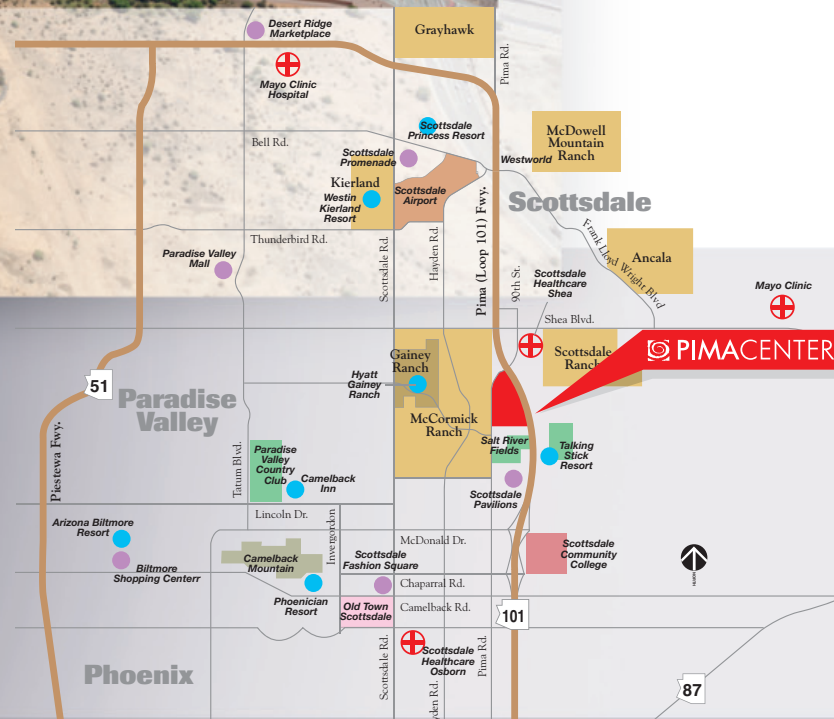 Desert Ridge
Marketplace
Grayhawk
Pima Rd.
Mayo Clinic
Hospital
Scottsdale
Princess Resort
McDowell
Mountain
Ranch
Bell Rd.
Scottsdale
Promenade
Westworld
Kierland
Westin
Kierland
Resort
Scottsdale
Airport
Scottsdale
Thunderbird Rd.
Scottsdale Rd.
Hayden Rd.
Pima (Loop 101) Fwy.
90th St.
Frank Lloyd Wright Blvd
Ancala
Paradise Valley
Mall
Scottsdale
Healthcare
Shea
Mayo Clinic
Shea Blvd.
Gainey
Ranch
Scottsdale
Ranch
PIMACENTER
Hyatt
Gainey
Ranch
51
Paradise
Valley
McCormick
Ranch
Salt River
Fields
Talking
Stick
Resort
Piestewa Fwy.
Tatum Blvd.
Paradise
Valley
Country
Club
Camelback
Inn
Scottsdale
Pavilions
Lincoln Dr.
Invergordon
Arizona Biltmore
Resort
McDonald Dr.
Scottsdale
Community
College
Biltmore
Shopping Centerr
Camelback
Mountain
Scottsdale
Fashion Square
Chaparral Rd.
Phoenician
Resort
Old Town
Scottsdale
Camelback Rd.
101
Scottsdale Rd.
Scottsdale
Healthcare
Osborn
yden Rd.
Pima Rd.
Phoenix
87